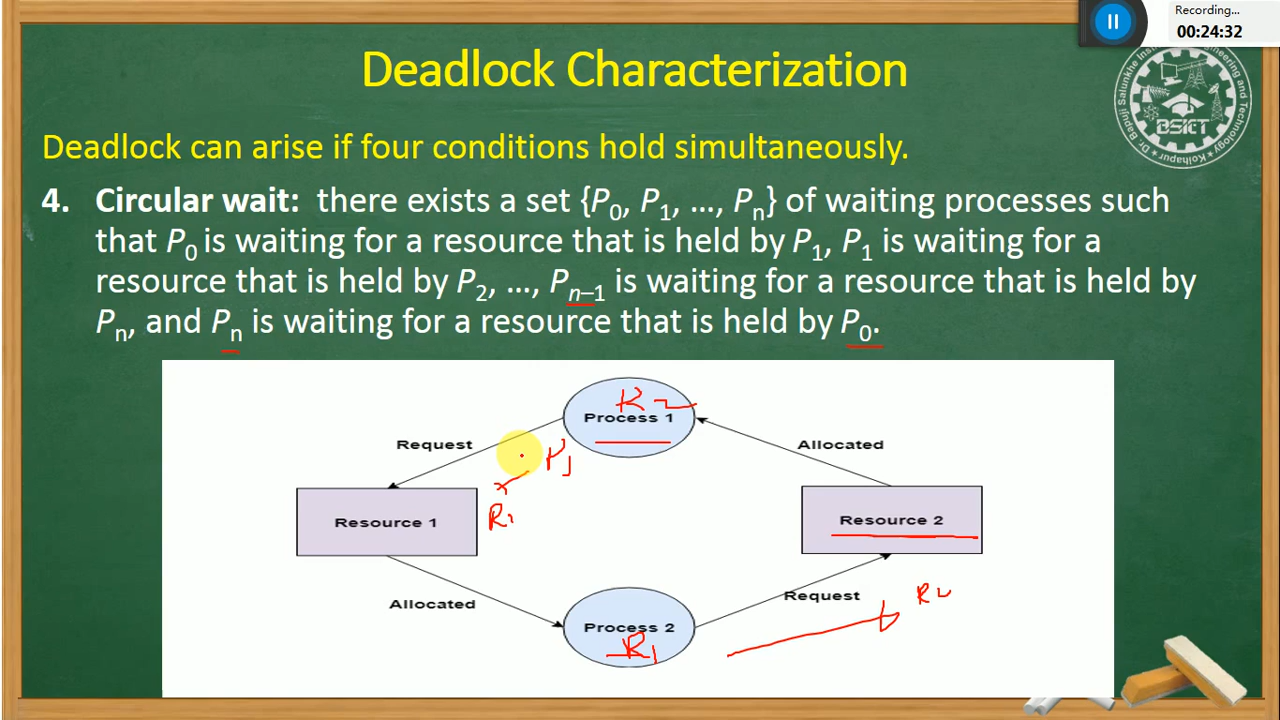 Recording...
00:24:32
Deadlock Characterization
Deadlock can arise if four conditions hold simultaneously.
4. Circular wait: there exists a set {P0, P1, …, Pn} of waiting processes such
that P0 is waiting for a resource that is held by P1, P1 is waiting for a
resource that is held by P2, …, Pn–1 is waiting for a resource that is held by
Pn, and Pn is waiting for a resource that is held by P0.
BSIET
R2
Process 1
Request
Allocated
P1
R1
Resource 1
Resource 2
Allocated
Request
R2
Process 2
R1